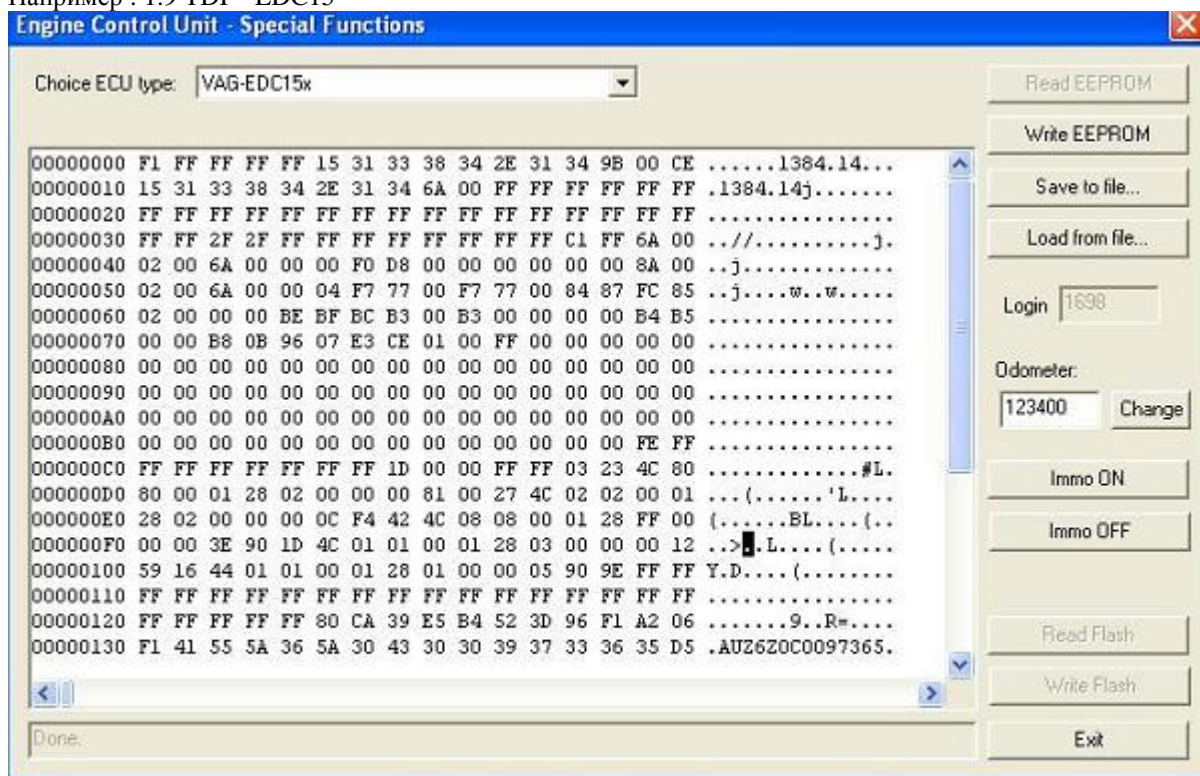 Например : 1.9 TDI - EDC15
Engine Control Unit - Special Functions
Choice ECU type: VAG-EDC15x
Read EEPROM
Write EEPROM
Save to file...
Load from file...
Login 1698
Odometer:
123400 Change
Immo ON
Immo OFF
Read Flash
Write Flash
Exit
00000000 F1 FF FF FF FF 15 31 33 38 34 2E 31 34 9B 00 CE ......1384.14...
00000010 15 31 33 38 34 2E 31 34 6A 00 FF FF FF FF FF FF .1384.14j.......
00000020 FF FF FF FF FF FF FF FF FF FF FF FF FF FF FF FF ................
00000030 FF FF 2F 2F FF FF FF FF FF FF FF FF C1 FF 6A 00 ..//..........j.
00000040 02 00 6A 00 00 00 F0 D8 00 00 00 00 00 00 8A 00 ..j.............
00000050 02 00 6A 00 00 04 F7 77 00 F7 77 00 84 87 FC 85 ..j....w..w.....
00000060 02 00 00 00 BE BF BC B3 00 B3 00 00 00 00 B4 B5 ................
00000070 00 00 B8 0B 96 07 E3 CE 01 00 FF 00 00 00 00 00 ................
00000080 00 00 00 00 00 00 00 00 00 00 00 00 00 00 00 00 ................
00000090 00 00 00 00 00 00 00 00 00 00 00 00 00 00 00 00 ................
000000A0 00 00 00 00 00 00 00 00 00 00 00 00 00 00 00 00 ................
000000B0 00 00 00 00 00 00 00 00 00 00 00 00 00 00 FE FF ................
000000C0 FF FF FF FF FF FF FF 1D 00 00 FF FF 03 23 4C 80 .............#L.
000000D0 80 00 01 28 02 00 00 00 81 00 27 4C 02 02 00 01 ...(......'L....
000000E0 28 02 00 00 00 0C F4 42 4C 08 08 00 01 28 FF 00 (......BL....(..
000000F0 00 00 3E 90 1D 4C 01 01 00 01 28 03 00 00 00 12 ..>..L....(.....
00000100 59 16 44 01 01 00 01 28 01 00 00 05 90 9E FF FF Y.D....(........
00000110 FF FF FF FF FF FF FF FF FF FF FF FF FF FF FF FF ................
00000120 FF FF FF FF FF FF 80 CA 39 E5 B4 52 3D 96 F1 A2 06 .......9..R=....
00000130 F1 41 55 5A 36 5A 30 43 30 30 39 37 33 36 35 D5 .AUZ6Z0C0097365.
Done.